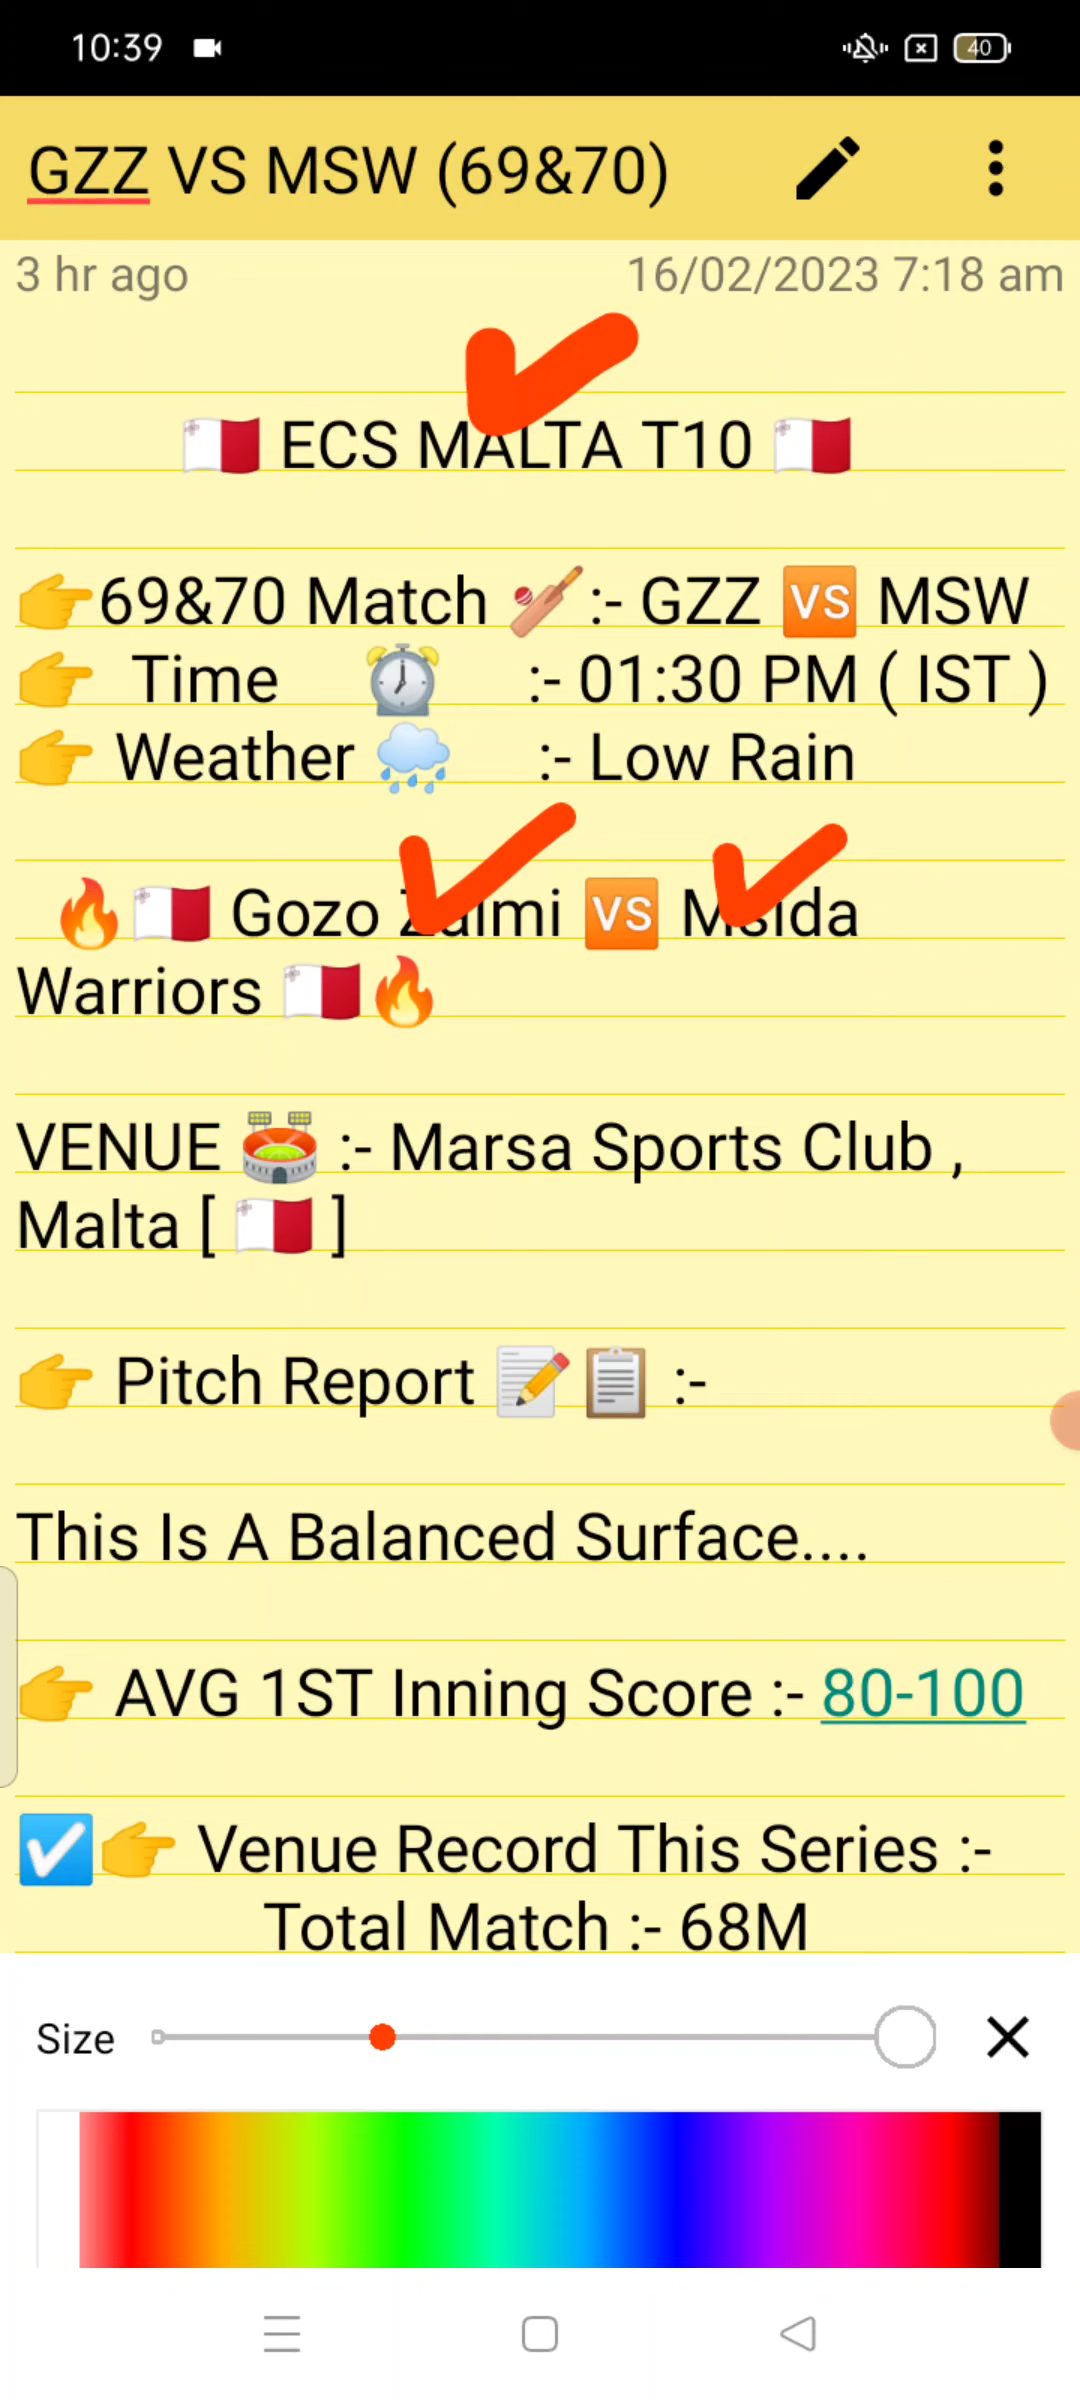 10:39
40
GZZ VS MSW (69&70)
3 hr ago 16/02/2023 7:18 am
🇲🇹 ECS MALTA T10 🇲🇹
👉69&70 Match 🏏:- GZZ 🆚 MSW
👉 Time ⏰ :- 01:30 PM ( IST )
👉 Weather 🌧 :- Low Rain
🔥🇲🇹 Gozo Zalmi 🆚 Msida
Warriors 🇲🇹🔥
VENUE 🏟 :- Marsa Sports Club ,
Malta [ 🇲🇹 ]
👉 Pitch Report 📝📋 :-
This Is A Balanced Surface....
👉 AVG 1ST Inning Score :- 80-100
☑👉 Venue Record This Series :-
Total Match :- 68M
Size